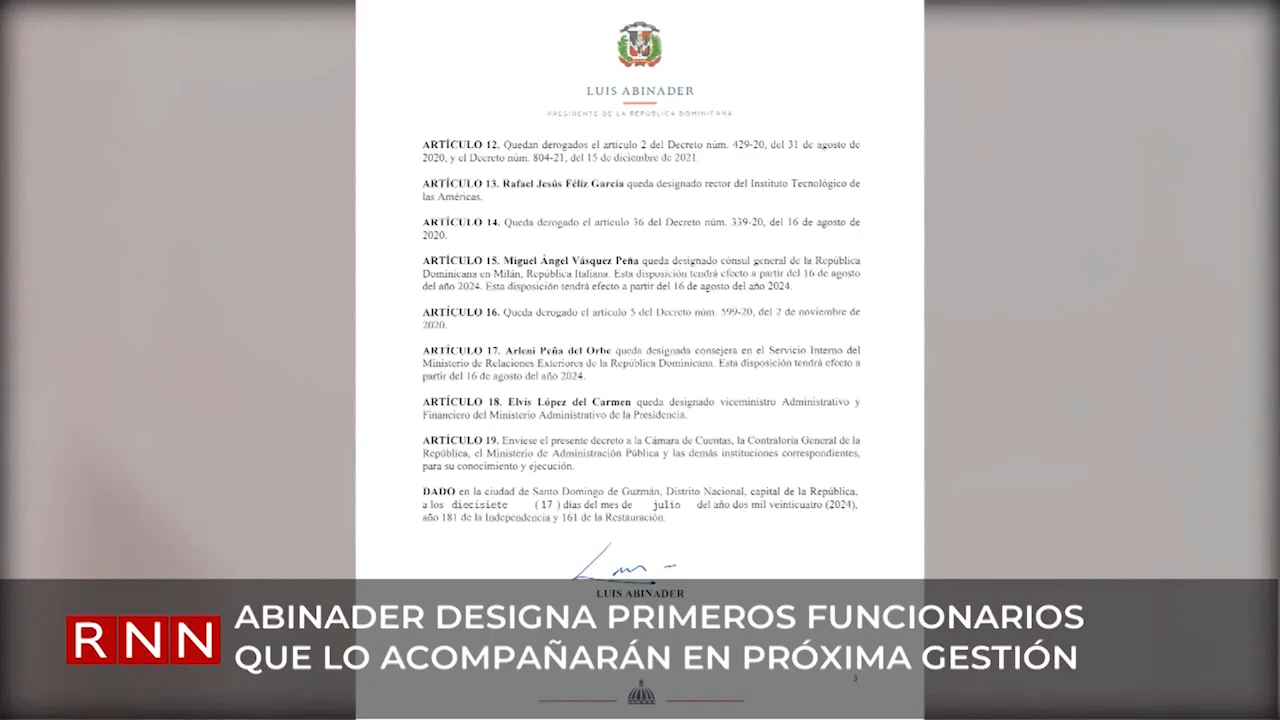 LUIS ABINADER
PRESIDENTE DE LA REPÚBLICA DOMINICANA
ARTÍCULO 12. Quedan derogados el artículo 2 del Decreto núm. 429-20, del 31 de agosto de
2020, y el Decreto núm. 804-21, del 15 de diciembre de 2021.
ARTÍCULO 13. Rafael Jesús Féliz García queda designado rector del Instituto Tecnológico de
las Américas.
ARTÍCULO 14. Queda derogado el artículo 36 del Decreto núm. 339-20, del 16 de agosto de
2020.
ARTÍCULO 15. Miguel Ángel Vásquez Peña queda designado cónsul general de la República
Dominicana en Milán, República Italiana. Esta disposición tendrá efecto a partir del 16 de agosto
del año 2024. Esta disposición tendrá efecto a partir del 16 de agosto del año 2024.
ARTÍCULO 16. Queda derogado el artículo 5 del Decreto núm. 599-20, del 2 de noviembre de
2020.
ARTÍCULO 17. Arleni Peña del Orbe queda designada consejera en el Servicio Interno del
Ministerio de Relaciones Exteriores de la República Dominicana. Esta disposición tendrá efecto a
partir del 16 de agosto del año 2024.
ARTÍCULO 18. Elvis López del Carmen queda designado viceministro Administrativo y
Financiero del Ministerio Administrativo de la Presidencia.
ARTÍCULO 19. Envíese el presente decreto a la Cámara de Cuentas, la Contraloría General de la
República, el Ministerio de Administración Pública y las demás instituciones correspondientes,
para su conocimiento y ejecución.
DADO en la ciudad de Santo Domingo de Guzmán, Distrito Nacional, capital de la República,
a los diecisiete (17) días del mes de julio del año dos mil veinticuatro (2024),
año 181 de la Independencia y 161 de la Restauración.
LUIS ABINADER
RNN
ABINADER DESIGNA PRIMEROS FUNCIONARIOS
QUE LO ACOMPAÑARÁN EN PRÓXIMA GESTIÓN
3